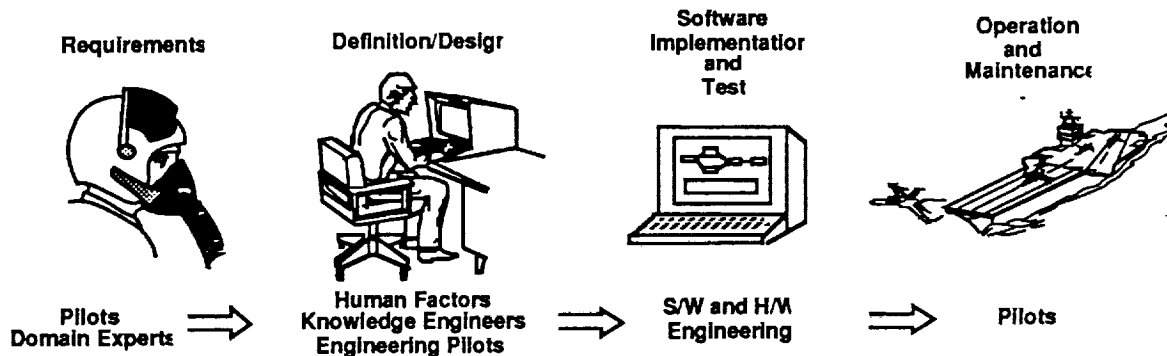 Requirements
Definition/Desigr
Software
Implementatior
and
Test
Operation
and
Maintenance
Pilots
Domain Experts
Human Factors
Knowledge Engineers
Engineering Pilots
S/W and H/W
Engineering
Pilots